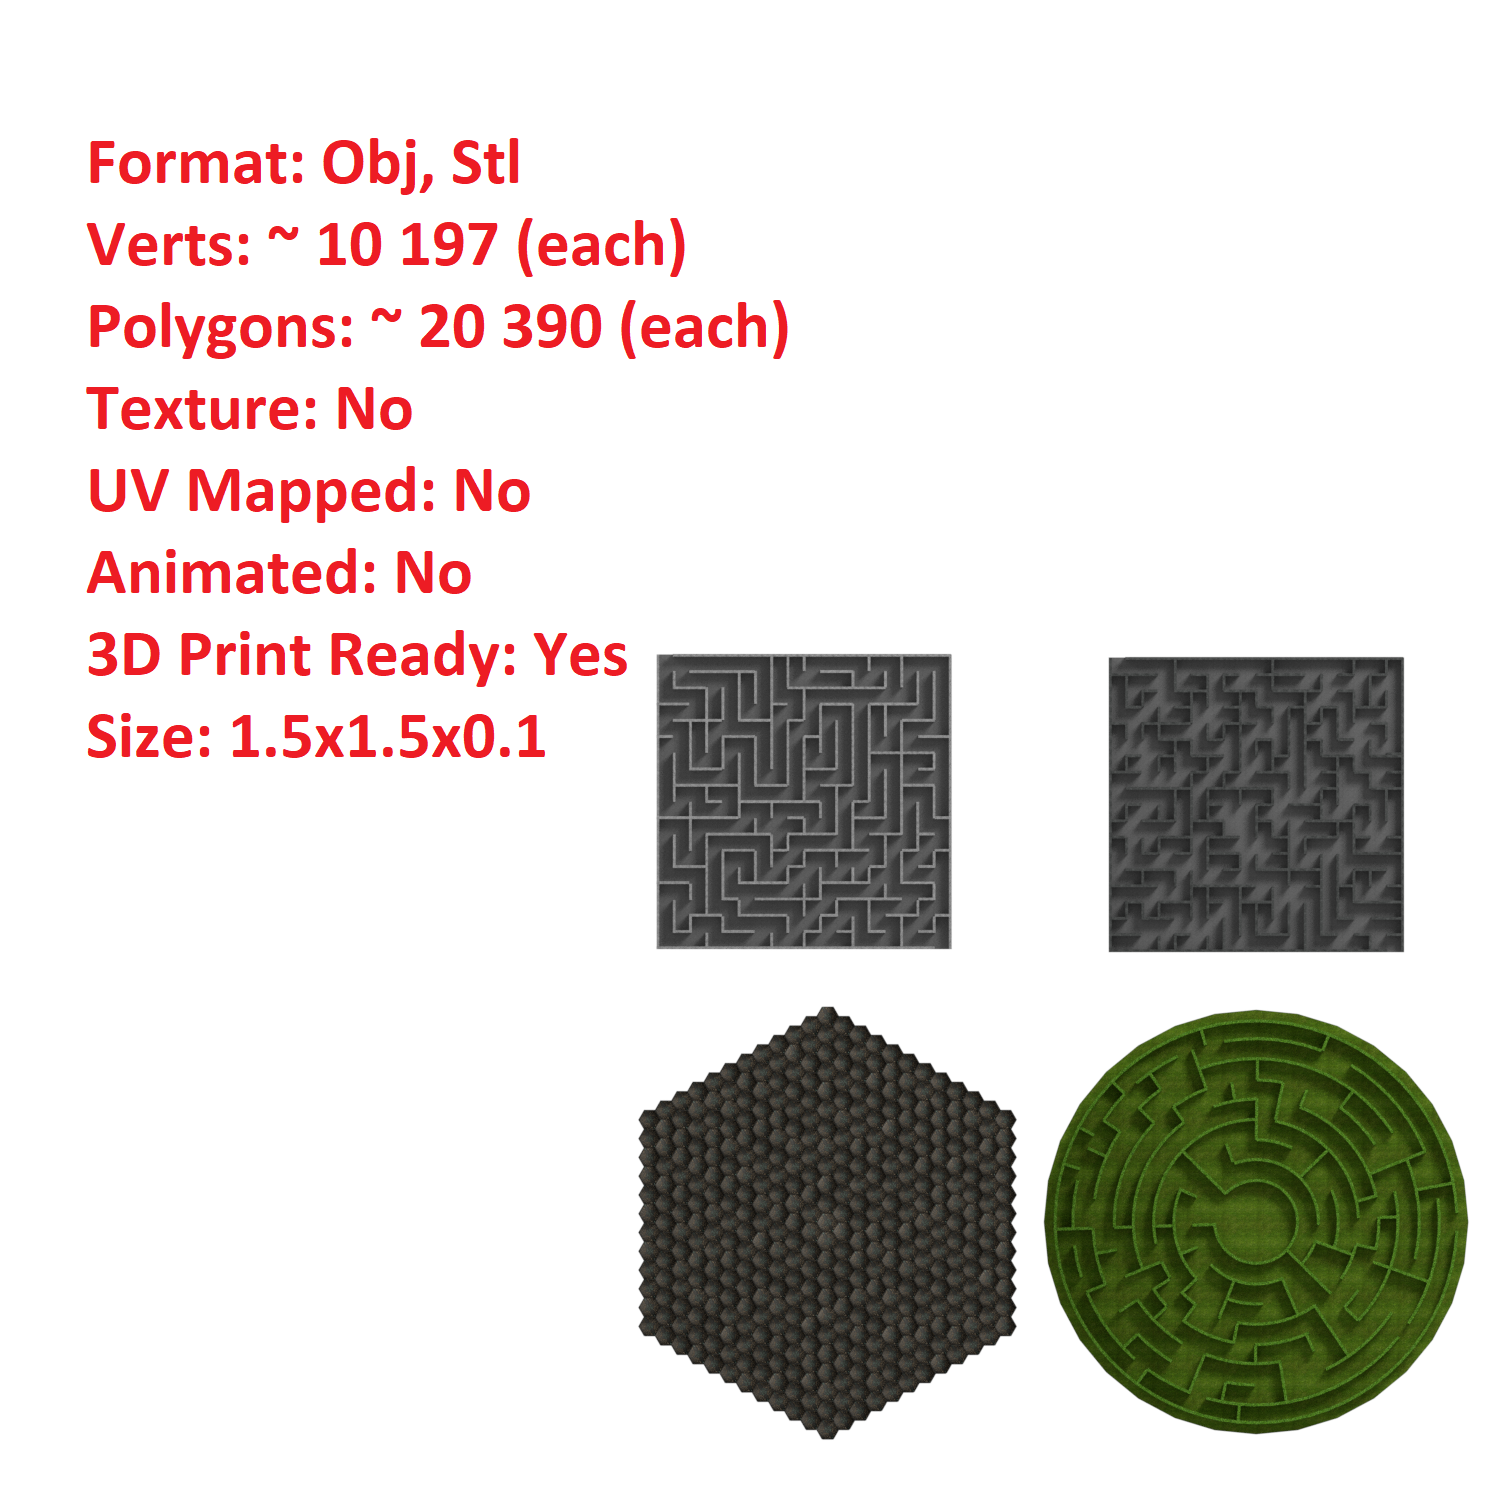 Format: Obj, Stl
Verts: ~ 10 197 (each)
Polygons: ~ 20 390 (each)
Texture: No
UV Mapped: No
Animated: No
3D Print Ready: Yes
Size: 1.5x1.5x0.1